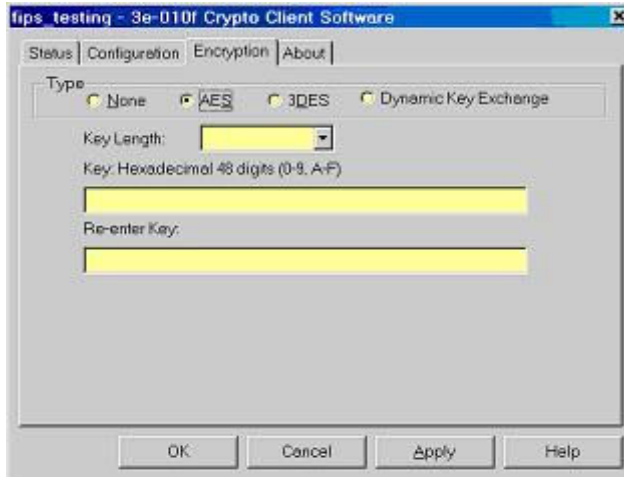 fips_testing - 3e-010f Crypto Client Software
Status Configuration Encryption About
Type
None AES 3DES Dynamic Key Exchange
Key Length:
Key: Hexadecimal 48 digits (0-9, A-F)
Re-enter Key:
OK Cancel Apply Help